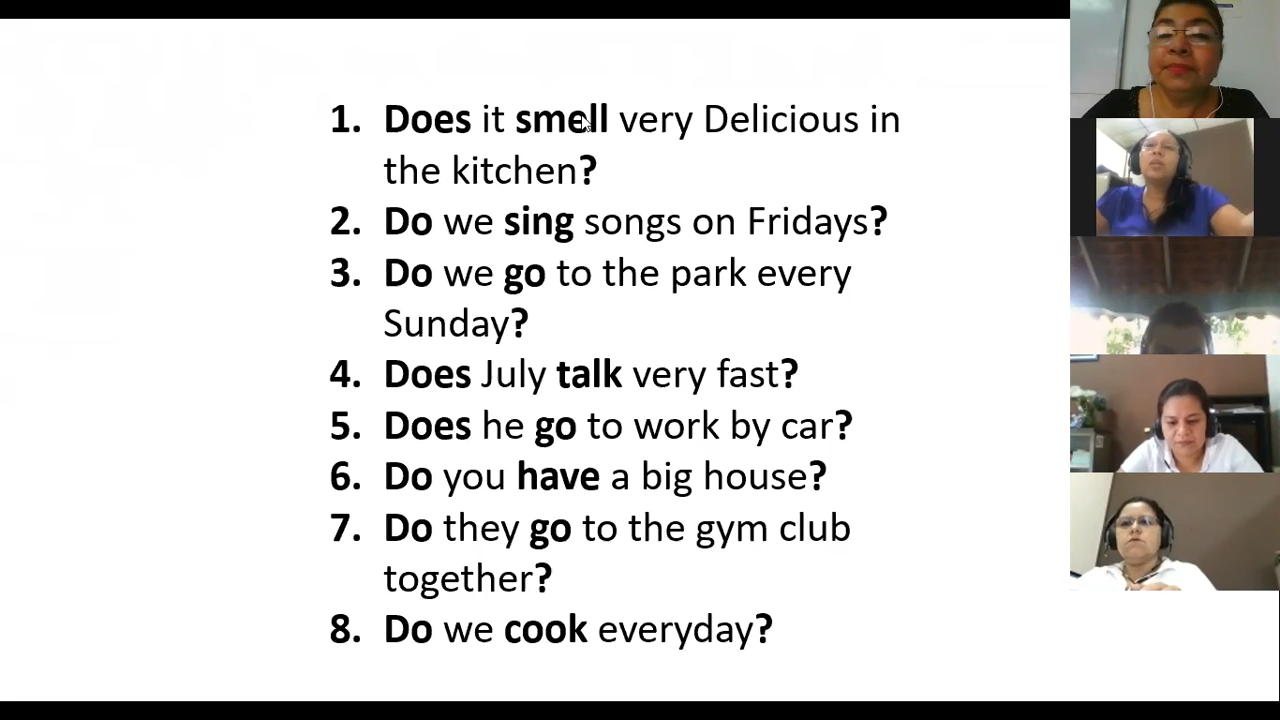 1. Does it smell very Delicious in
the kitchen?
2. Do we sing songs on Fridays?
3. Do we go to the park every
Sunday?
4. Does July talk very fast?
5. Does he go to work by car?
6. Do you have a big house?
7. Do they go to the gym club
together?
8. Do we cook everyday?